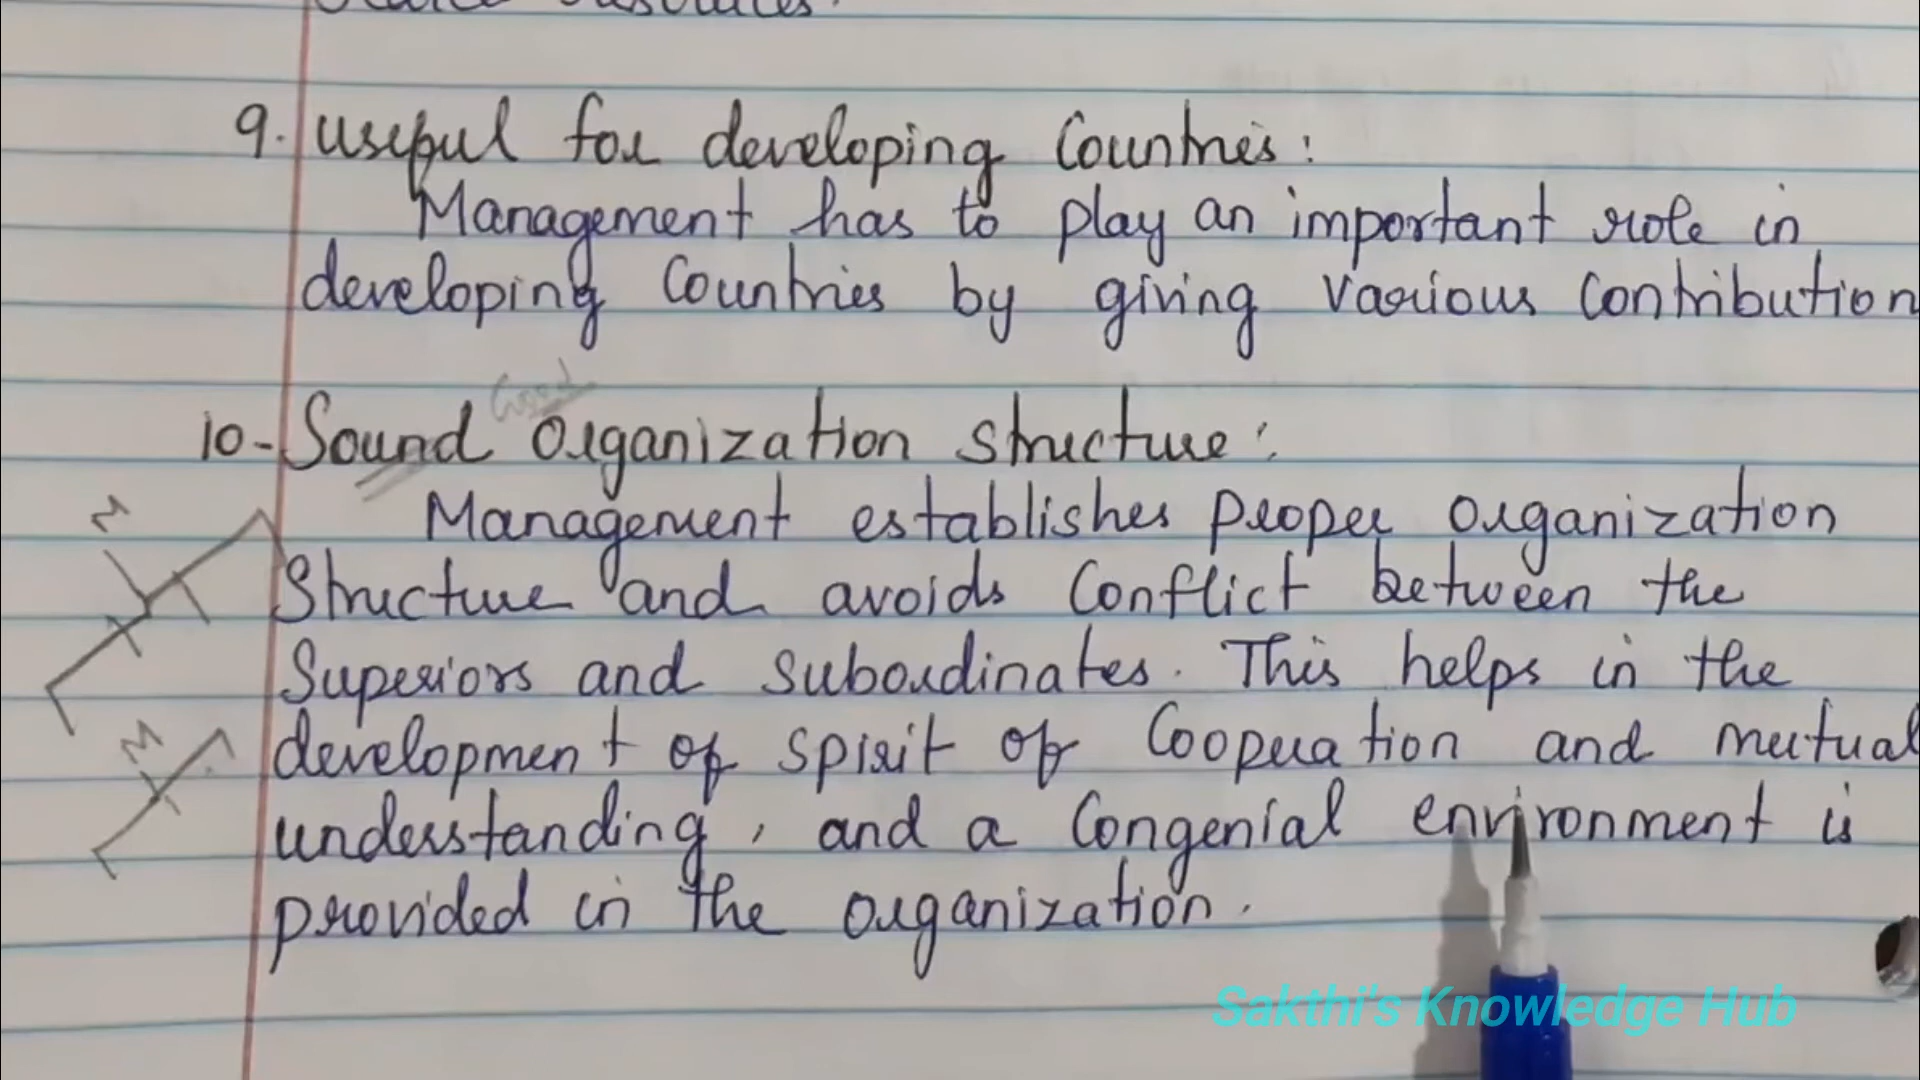 9. Useful for developing Countries:
Management has to play an important role in
developing Countries by giving various Contribution
Good
10- Sound Organization Structure:
Management establishes proper organization
Structure and avoids Conflict between the
Superiors and subordinates. This helps in the
development of spirit of Cooperation and mutual
understanding, and a Congenial environment is
provided in the organization.
M
M
Sakthi's Knowledge Hub